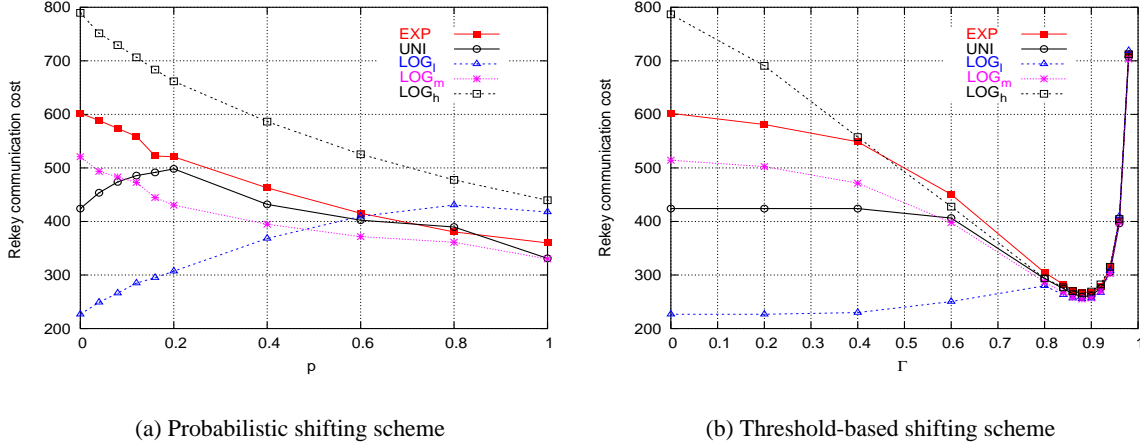 800
700
600
500
400
300
200
0
0.2
0.4
0.6
0.8
1
Rekey communication cost
p
EXP
UNI
LOGl
LOGm
LOGh
(a) Probabilistic shifting scheme
800
700
600
500
400
300
200
0
0.1
0.2
0.3
0.4
0.5
0.6
0.7
0.8
0.9
1
Rekey communication cost
Γ
EXP
UNI
LOGl
LOGm
LOGh
(b) Threshold-based shifting scheme